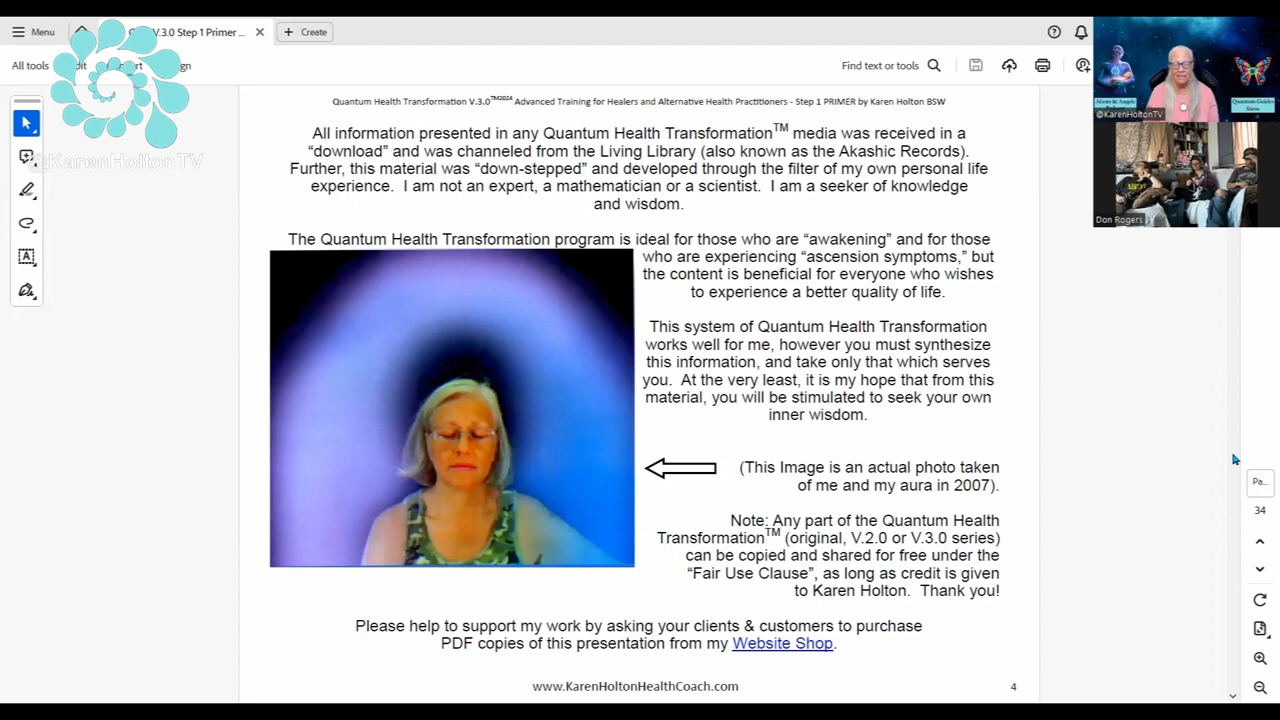 Menu
V.3.0 Step 1 Primer ...
Create
All tools
Find text or tools
@KarenHoltonTV
Quantum Health Transformation V.3.0TM2024 Advanced Training for Healers and Alternative Health Practitioners - Step 1 PRIMER by Karen Holton BSW
All information presented in any Quantum Health TransformationTM media was received in a
“download” and was channeled from the Living Library (also known as the Akashic Records).
Further, this material was “down-stepped” and developed through the filter of my own personal life
experience. I am not an expert, a mathematician or a scientist. I am a seeker of knowledge
and wisdom.
The Quantum Health Transformation program is ideal for those who are “awakening” and for those
who are experiencing “ascension symptoms,” but
the content is beneficial for everyone who wishes
to experience a better quality of life.
This system of Quantum Health Transformation
works well for me, however you must synthesize
this information, and take only that which serves
you. At the very least, it is my hope that from this
material, you will be stimulated to seek your own
inner wisdom.
(This Image is an actual photo taken
of me and my aura in 2007).
Note: Any part of the Quantum Health
TransformationTM (original, V.2.0 or V.3.0 series)
can be copied and shared for free under the
“Fair Use Clause”, as long as credit is given
to Karen Holton. Thank you!
Please help to support my work by asking your clients & customers to purchase
PDF copies of this presentation from my Website Shop.
www.KarenHoltonHealthCoach.com
4
Aliens & Angels
Quantum Guides
Show
@KarenHoltonTV
Don Rogers
Pa...
34